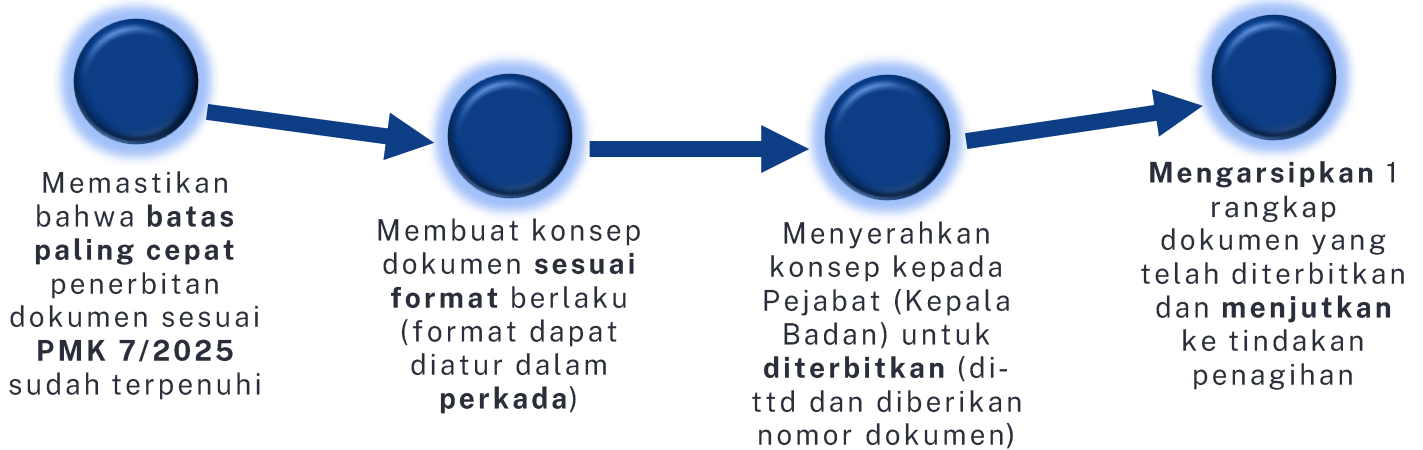 Memastikan
bahwa batas
paling cepat
penerbitan
dokumen sesuai
PMK 7/2025
sudah terpenuhi
Membuat konsep
dokumen sesuai
format berlaku
(format dapat
diatur dalam
perkada)
Menyerahkan
konsep kepada
Pejabat (Kepala
Badan) untuk
diterbitkan (di-
ttd dan diberikan
nomor dokumen)
Mengarsipkan 1
rangkap
dokumen yang
telah diterbitkan
dan menjutkan
ke tindakan
penagihan